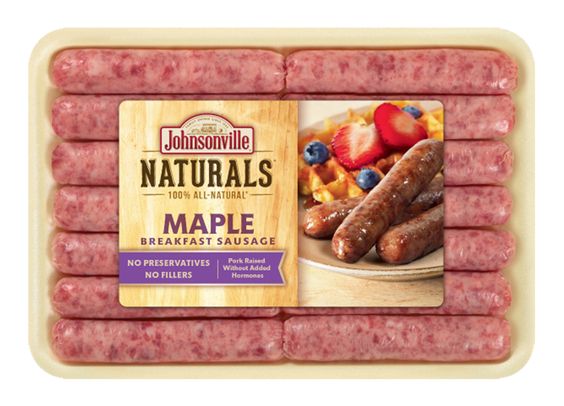 Johnsonville
NATURALS
100% ALL-NATURAL*
MAPLE
BREAKFAST SAUSAGE
NO PRESERVATIVES
NO FILLERS
Pork Raised
Without Added
Hormones